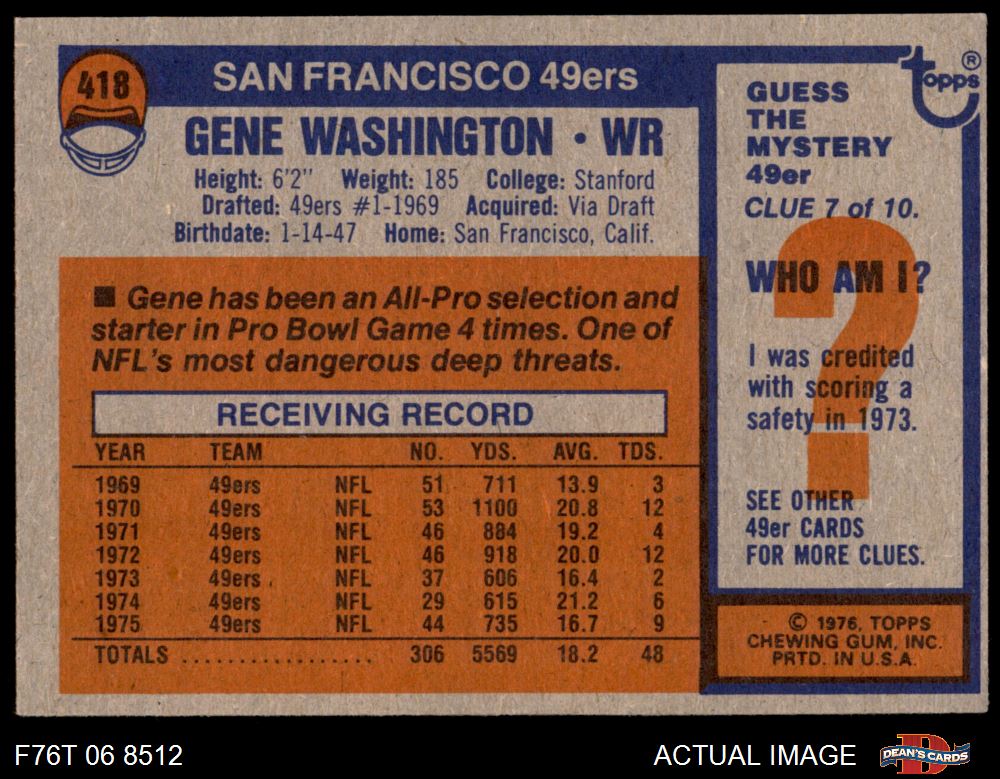 418
SAN FRANCISCO 49ers
GENE WASHINGTON • WR
Height: 6'2" Weight: 185 College: Stanford
Drafted: 49ers #1-1969 Acquired: Via Draft
Birthdate: 1-14-47 Home: San Francisco, Calif.
■ Gene has been an All-Pro selection and
starter in Pro Bowl Game 4 times. One of
NFL's most dangerous deep threats.
RECEIVING RECORD
YEAR TEAM NO. YDS. AVG. TDS.
1969 49ers NFL 51 711 13.9 3
1970 49ers NFL 53 1100 20.8 12
1971 49ers NFL 46 884 19.2 4
1972 49ers NFL 46 918 20.0 12
1973 49ers NFL 37 606 16.4 2
1974 49ers NFL 29 615 21.2 6
1975 49ers NFL 44 735 16.7 9
TOTALS .................. 306 5569 18.2 48
topps ®
GUESS
THE
MYSTERY
49er
CLUE 7 of 10.
?
WHO AM I?
I was credited
with scoring a
safety in 1973.
SEE OTHER
49er CARDS
FOR MORE CLUES.
© 1976, TOPPS
CHEWING GUM, INC.
PRTD. IN U.S.A.
F76T 06 8512
ACTUAL IMAGE
D
DEAN'S CARDS